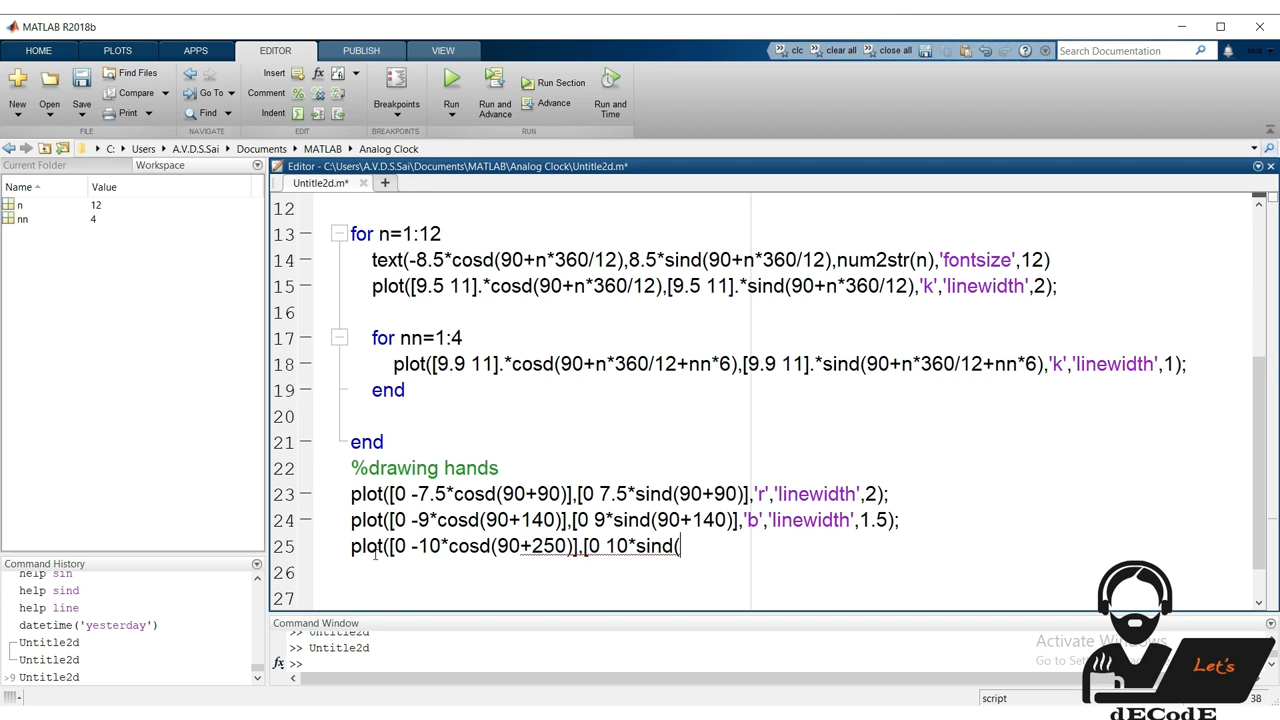 MATLAB R2018b
HOME PLOTS APPS EDITOR PUBLISH VIEW clc clear all close all Search Documentation
New Open Save Find Files Compare Print Go To Find Insert Comment Indent Breakpoints Run Run and Advance Run Section Advance Run and Time
FILE NAVIGATE EDIT BREAKPOINTS RUN
C: Users A.V.D.S.Sai Documents MATLAB Analog Clock
Current Folder Workspace
Name Value
n 12
nn 4
Editor - C:\Users\A.V.D.S.Sai\Documents\MATLAB\Analog Clock\Untitle2d.m*
Untitle2d.m*
12
13 for n=1:12
14 text(-8.5*cosd(90+n*360/12),8.5*sind(90+n*360/12),num2str(n),'fontsize',12)
15 plot([9.5 11].*cosd(90+n*360/12),[9.5 11].*sind(90+n*360/12),'k','linewidth',2);
16
17 for nn=1:4
18 plot([9.9 11].*cosd(90+n*360/12+nn*6),[9.9 11].*sind(90+n*360/12+nn*6),'k','linewidth',1);
19 end
20
21 end
22 %drawing hands
23 plot([0 -7.5*cosd(90+90)],[0 7.5*sind(90+90)],'r','linewidth',2);
24 plot([0 -9*cosd(90+140)],[0 9*sind(90+140)],'b','linewidth',1.5);
25 plot([0 -10*cosd(90+250)],[0 10*sind(
26
27
Command History
help sin
help sind
help line
datetime('yesterday')
Untitle2d
Untitle2d
9 Untitle2d
Command Window
>> Untitle2d
>> Untitle2d
fx >>
Activate Windows
script
38
Let's
dECodE